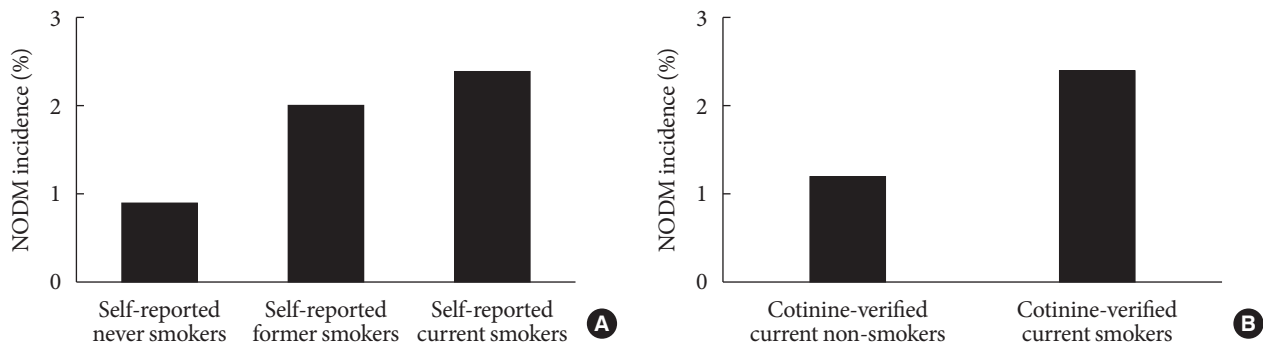 NODM incidence (%)
3
2
1
0
Self-reported never smokers
Self-reported former smokers
Self-reported current smokers
A
NODM incidence (%)
3
2
1
0
Cotinine-verified current non-smokers
Cotinine-verified current smokers
B